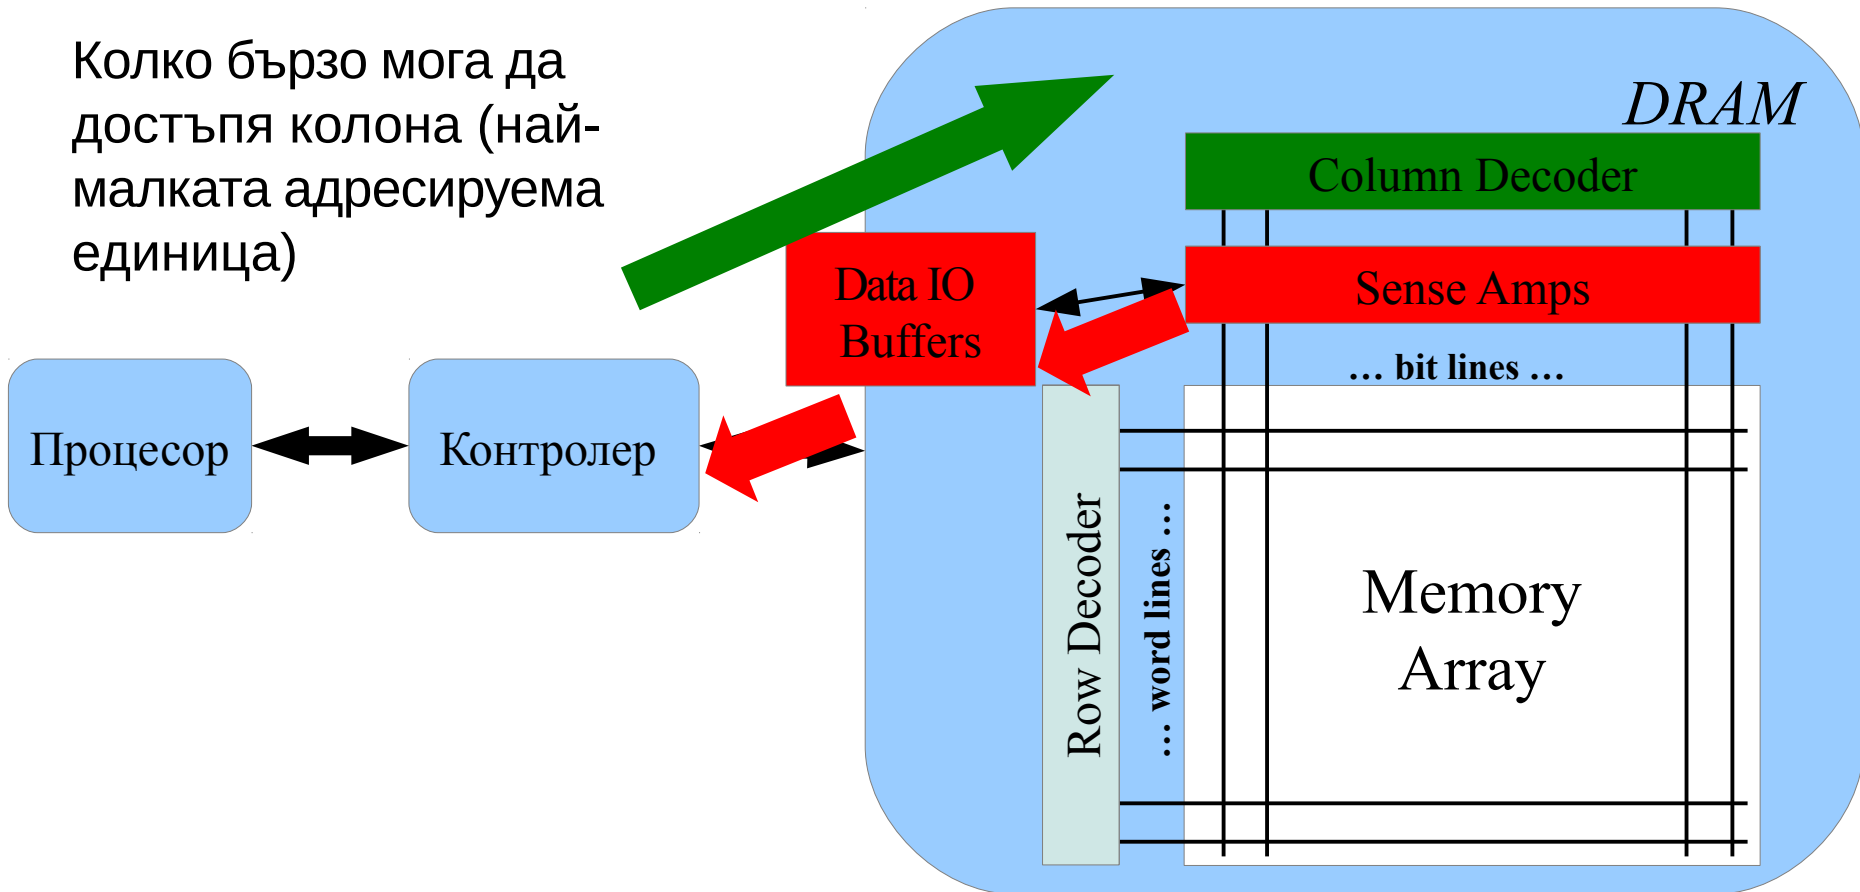 Колко бързо мога да
достъпя колона (най-
малката адресируема
единица)
DRAM
Column Decoder
Data IO
Buffers
Sense Amps
... bit lines ...
Процесор
Контролер
Row Decoder
... word lines ...
Memory
Array